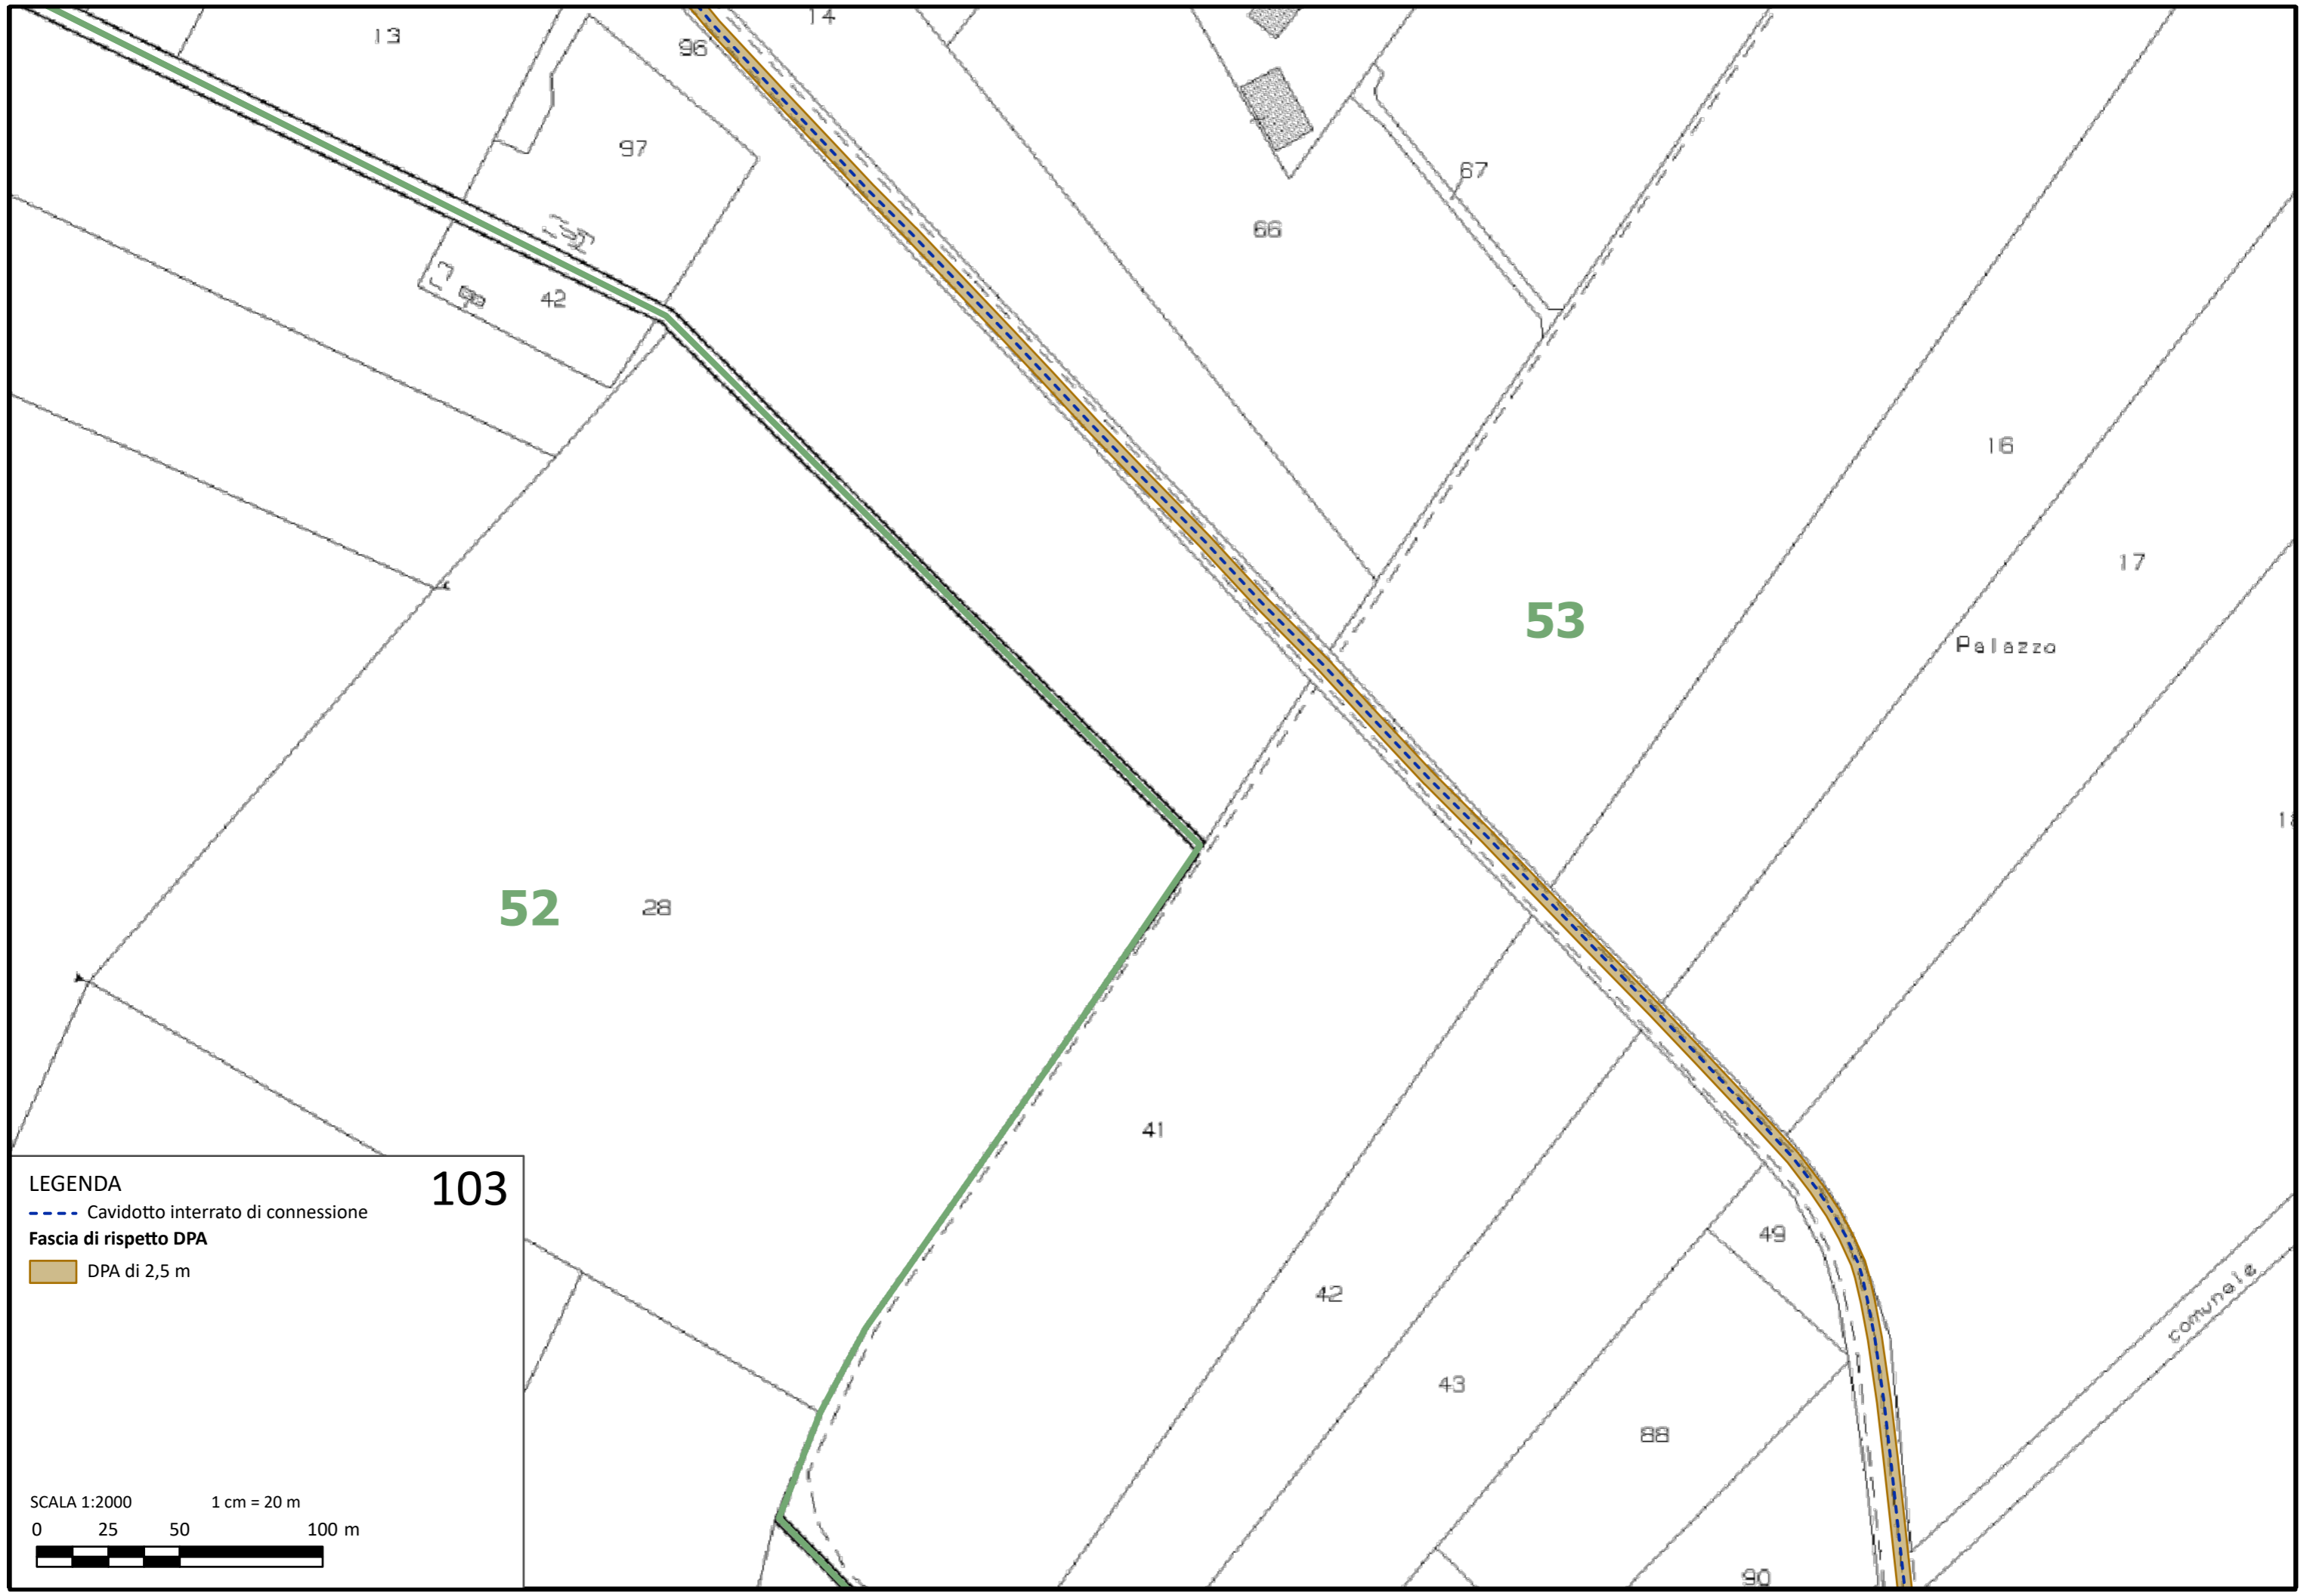 13
14
96
97
67
66
42
16
17
53
Palazzo
52
28
41
49
42
comunale
43
88
90
LEGENDA
103
Cavidotto interrato di connessione
Fascia di rispetto DPA
DPA di 2,5 m
SCALA 1:2000 1 cm = 20 m
0 25 50 100 m